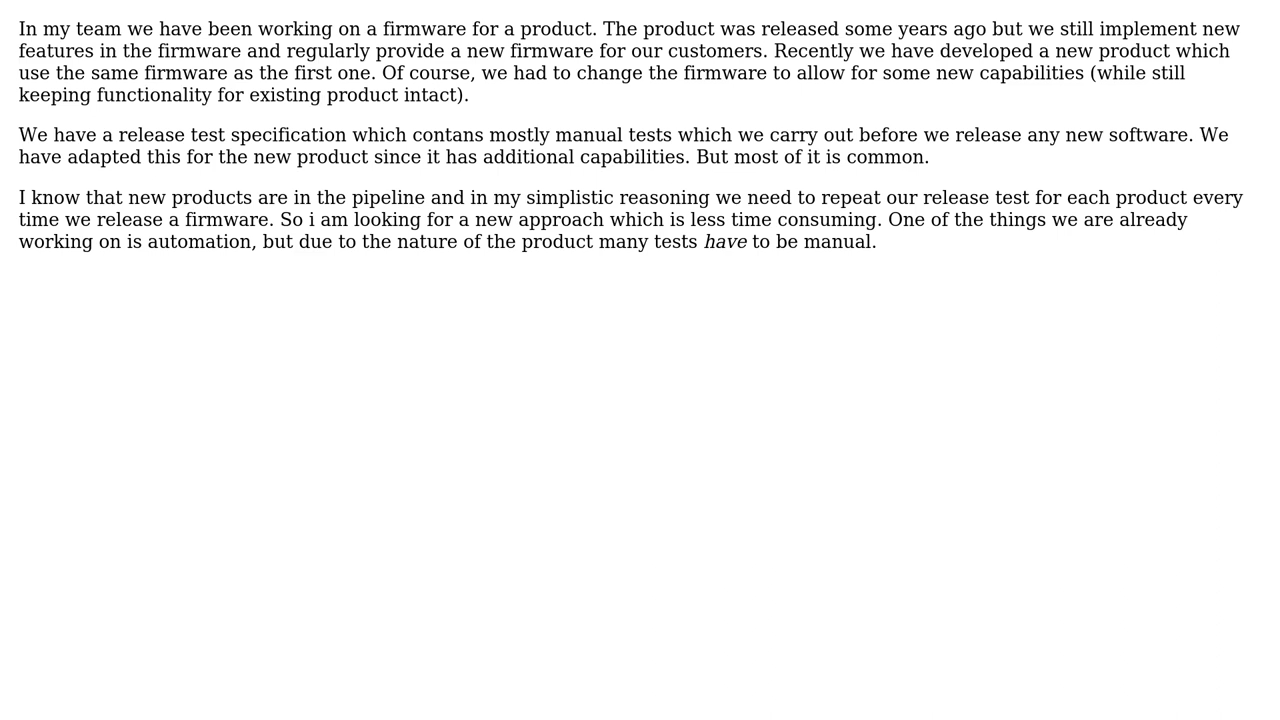 In my team we have been working on a firmware for a product. The product was released some years ago but we still implement new
features in the firmware and regularly provide a new firmware for our customers. Recently we have developed a new product which
use the same firmware as the first one. Of course, we had to change the firmware to allow for some new capabilities (while still
keeping functionality for existing product intact).
We have a release test specification which contans mostly manual tests which we carry out before we release any new software. We
have adapted this for the new product since it has additional capabilities. But most of it is common.
I know that new products are in the pipeline and in my simplistic reasoning we need to repeat our release test for each product every
time we release a firmware. So i am looking for a new approach which is less time consuming. One of the things we are already
working on is automation, but due to the nature of the product many tests have to be manual.